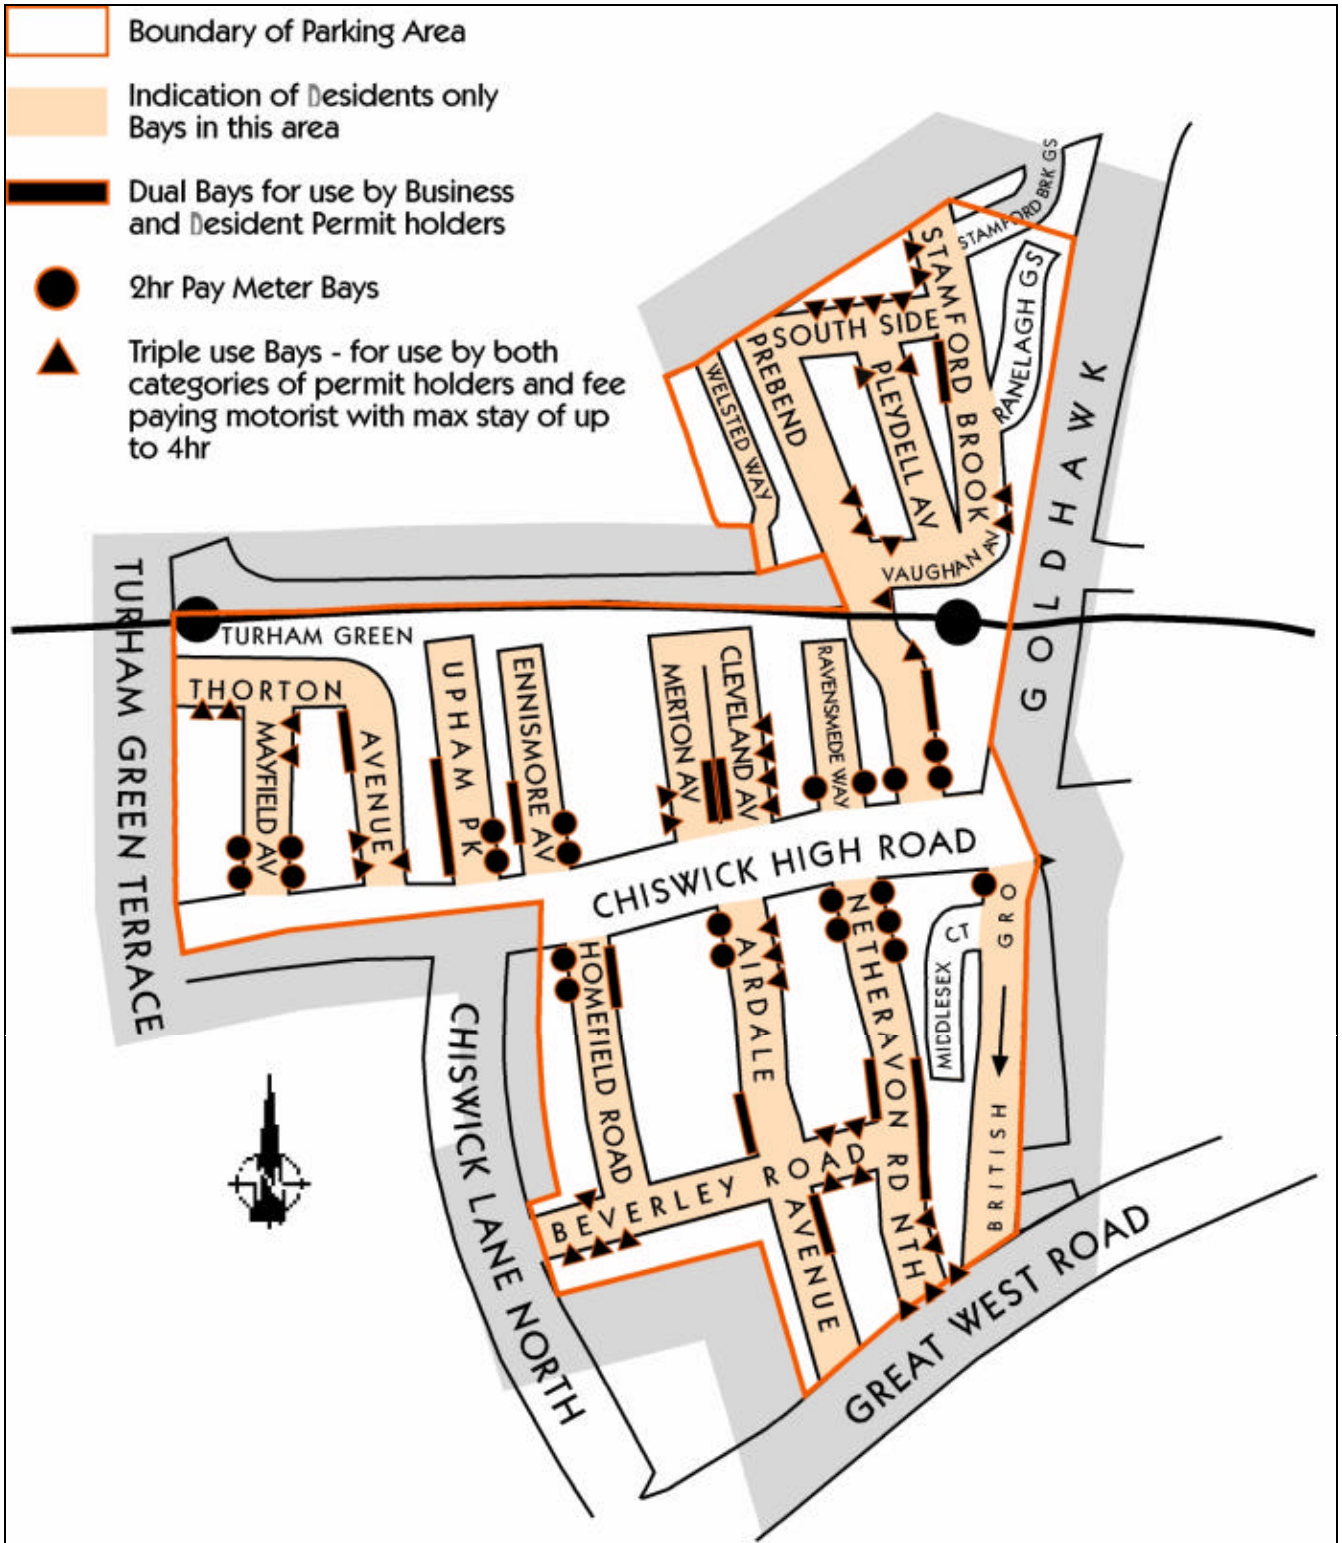 Boundary of Parking Area
Indication of Desidents only
Bays in this area
Dual Bays for use by Business
and Desident Permit holders
2hr Pay Meter Bays
Triple use Bays - for use by both
categories of permit holders and fee
paying motorist with max stay of up
to 4hr
STAMFORD BRK GS
STAMFORD BROOK
RANELAGH GS
SOUTH SIDE
PREBEND
PLEYDELL AV
WELSTED WAY
VAUGHAN AV
GOLDHAWK
TURHAM GREEN TERRACE
TURHAM GREEN
THORTON
AVENUE
MAYFIELD AV
UPHAM PK
ENNISMORE AV
MERTON AV
CLEVELAND AV
RAVENSMEDE WAY
CHISWICK HIGH ROAD
HOMEFIELD ROAD
AIRDALE
AVENUE
NETHERAVON RD NTH
MIDDLESEX CT
BRITISH GRO
BEVERLEY ROAD
CHISWICK LANE NORTH
GREAT WEST ROAD